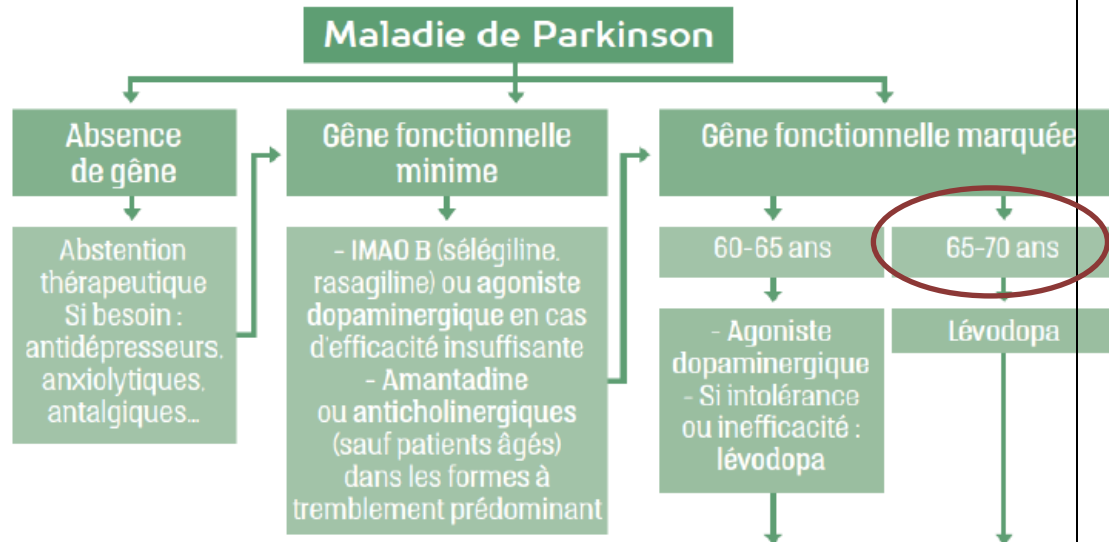 Maladie de Parkinson
Absence
de gêne
Abstention
thérapeutique
Si besoin :
antidépresseurs,
anxiolytiques,
antalgiques...
Gêne fonctionnelle
minime
- IMAO B (sélégiline,
rasagiline) ou agoniste
dopaminergique en cas
d'efficacité insuffisante
- Amantadine
ou anticholinergiques
(sauf patients âgés)
dans les formes à
tremblement prédominant
Gêne fonctionnelle marquée
60-65 ans
- Agoniste
dopaminergique
- Si intolérance
ou inefficacité :
lévodopa
65-70 ans
Lévodopa